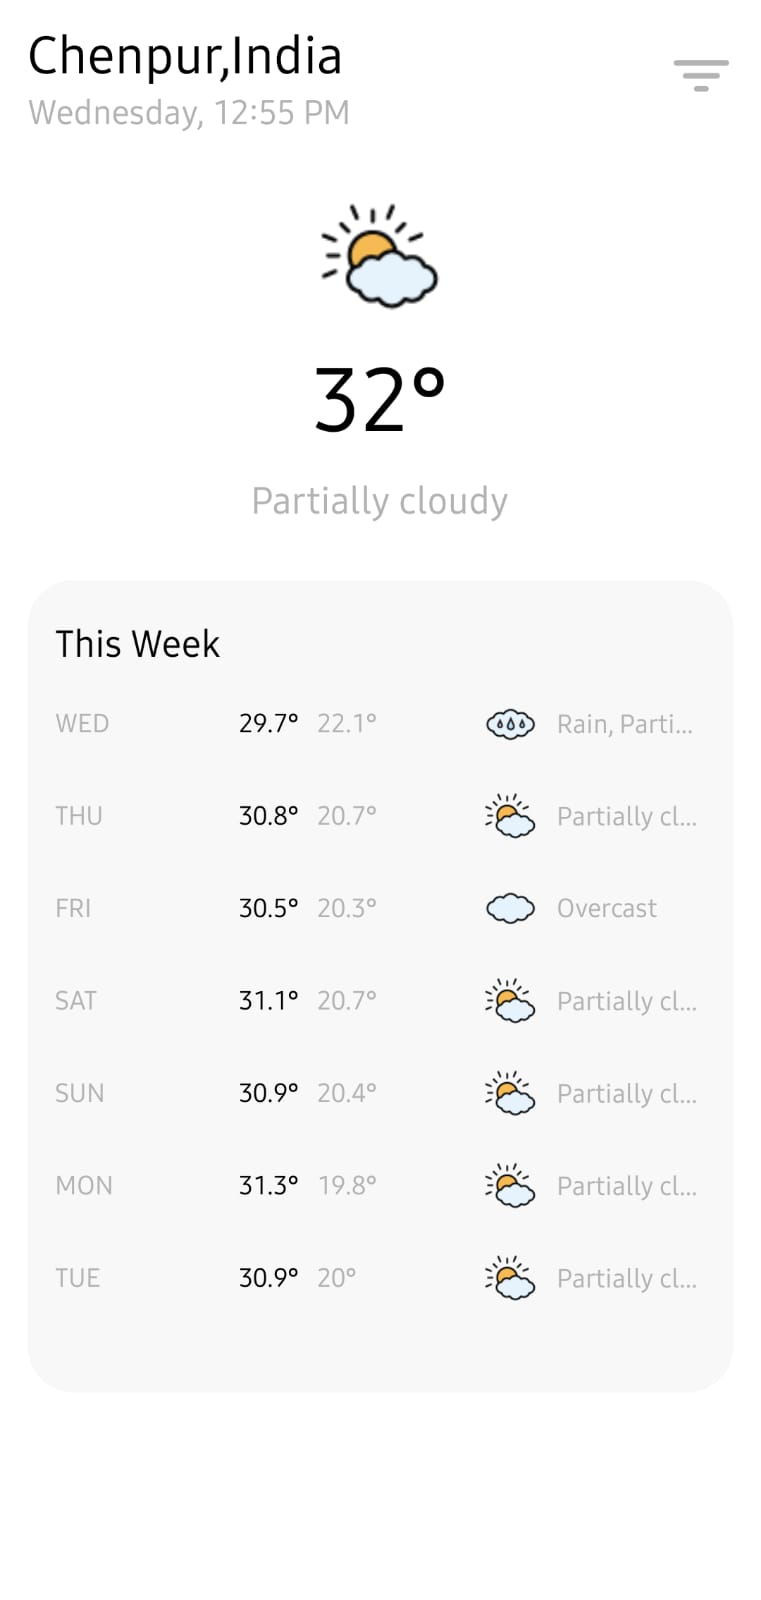 Chenpur,India
Wednesday, 12:55 PM
32°
Partially cloudy
This Week
WED 29.7° 22.1° Rain, Parti...
THU 30.8° 20.7° Partially cl...
FRI 30.5° 20.3° Overcast
SAT 31.1° 20.7° Partially cl...
SUN 30.9° 20.4° Partially cl...
MON 31.3° 19.8° Partially cl...
TUE 30.9° 20° Partially cl...